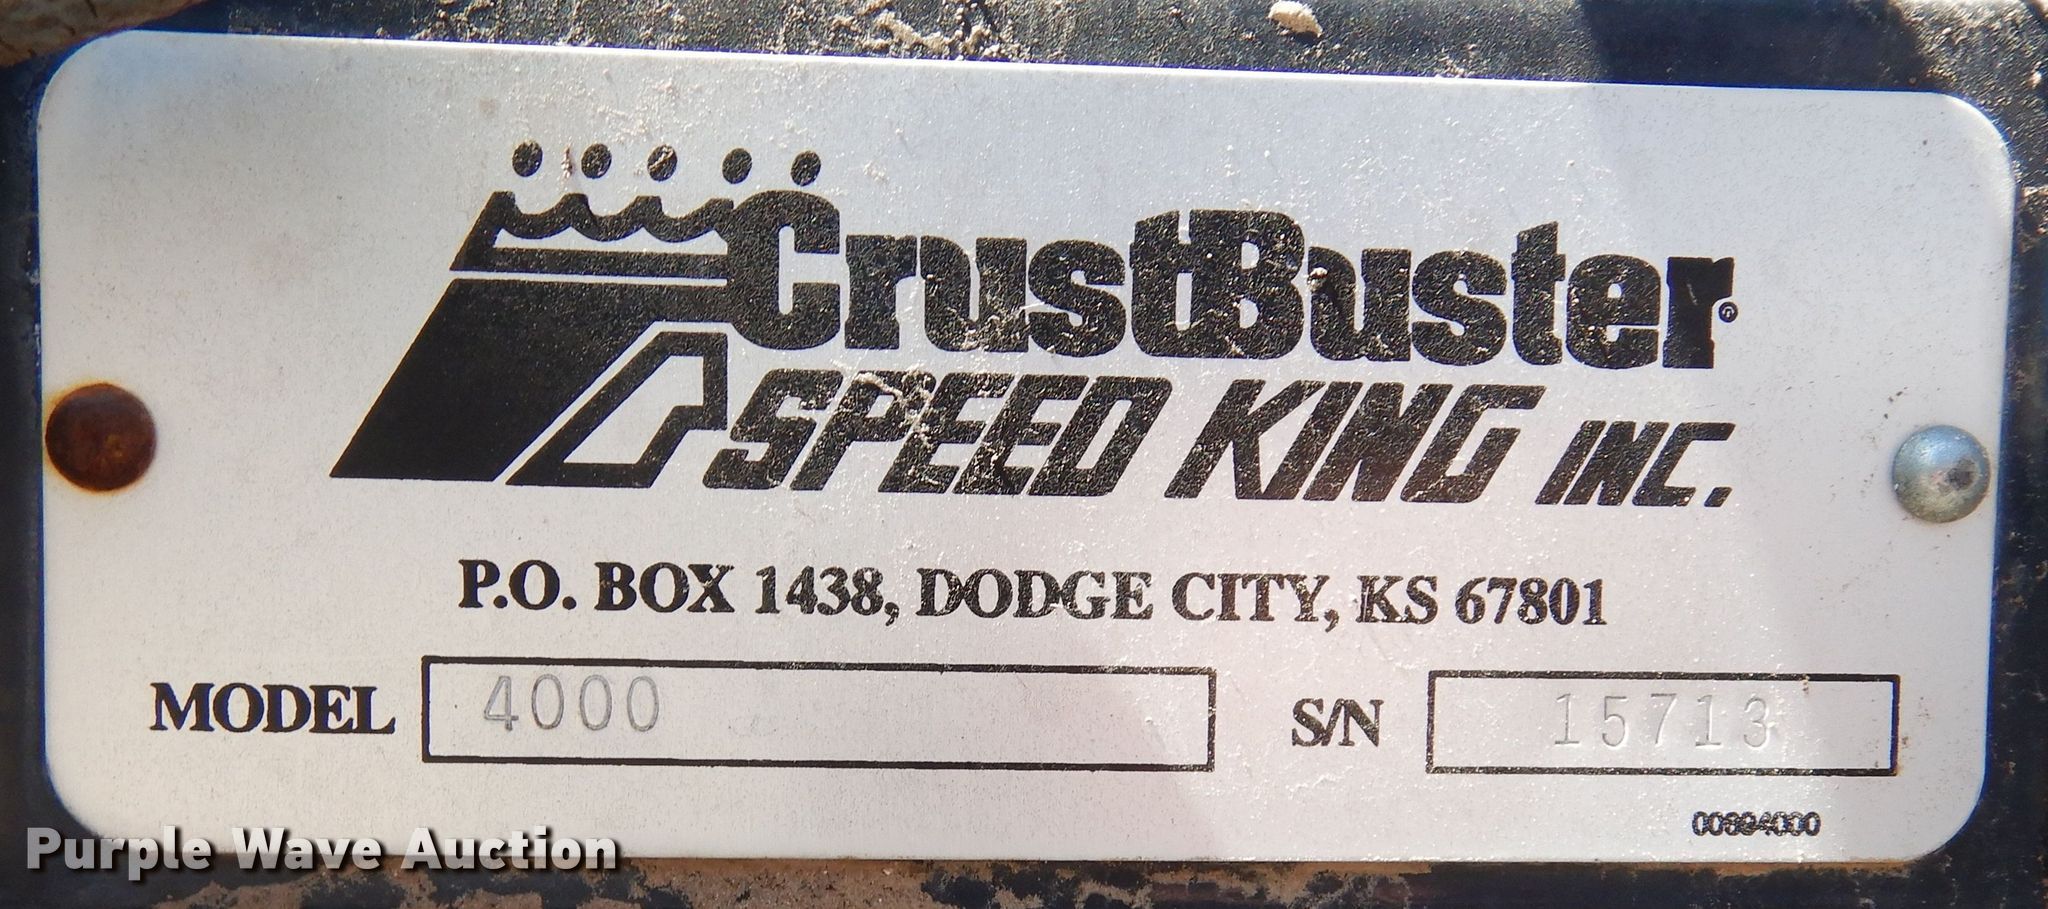 CrustBuster®
SPEED KING INC.
P.O. BOX 1438, DODGE CITY, KS 67801
MODEL 4000 S/N 15713
00894000
Purple Wave Auction